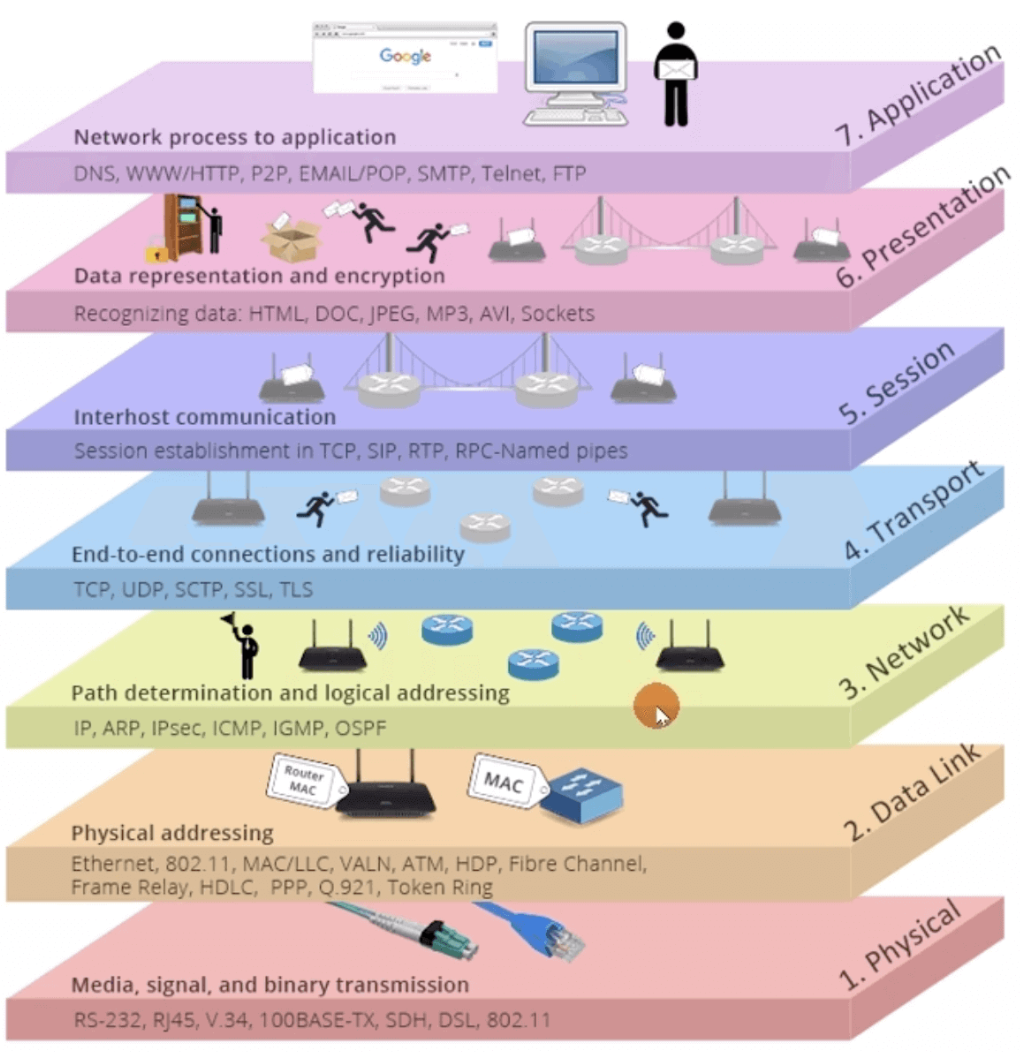 Google
7. Application
Network process to application
DNS, WWW/HTTP, P2P, EMAIL/POP, SMTP, Telnet, FTP
6. Presentation
Data representation and encryption
Recognizing data: HTML, DOC, JPEG, MP3, AVI, Sockets
5. Session
Interhost communication
Session establishment in TCP, SIP, RTP, RPC-Named pipes
4. Transport
End-to-end connections and reliability
TCP, UDP, SCTP, SSL, TLS
3. Network
Path determination and logical addressing
IP, ARP, IPsec, ICMP, IGMP, OSPF
Router
MAC
MAC
2. Data Link
Physical addressing
Ethernet, 802.11, MAC/LLC, VALN, ATM, HDP, Fibre Channel,
Frame Relay, HDLC, PPP, Q.921, Token Ring
1. Physical
Media, signal, and binary transmission
RS-232, RJ45, V.34, 100BASE-TX, SDH, DSL, 802.11